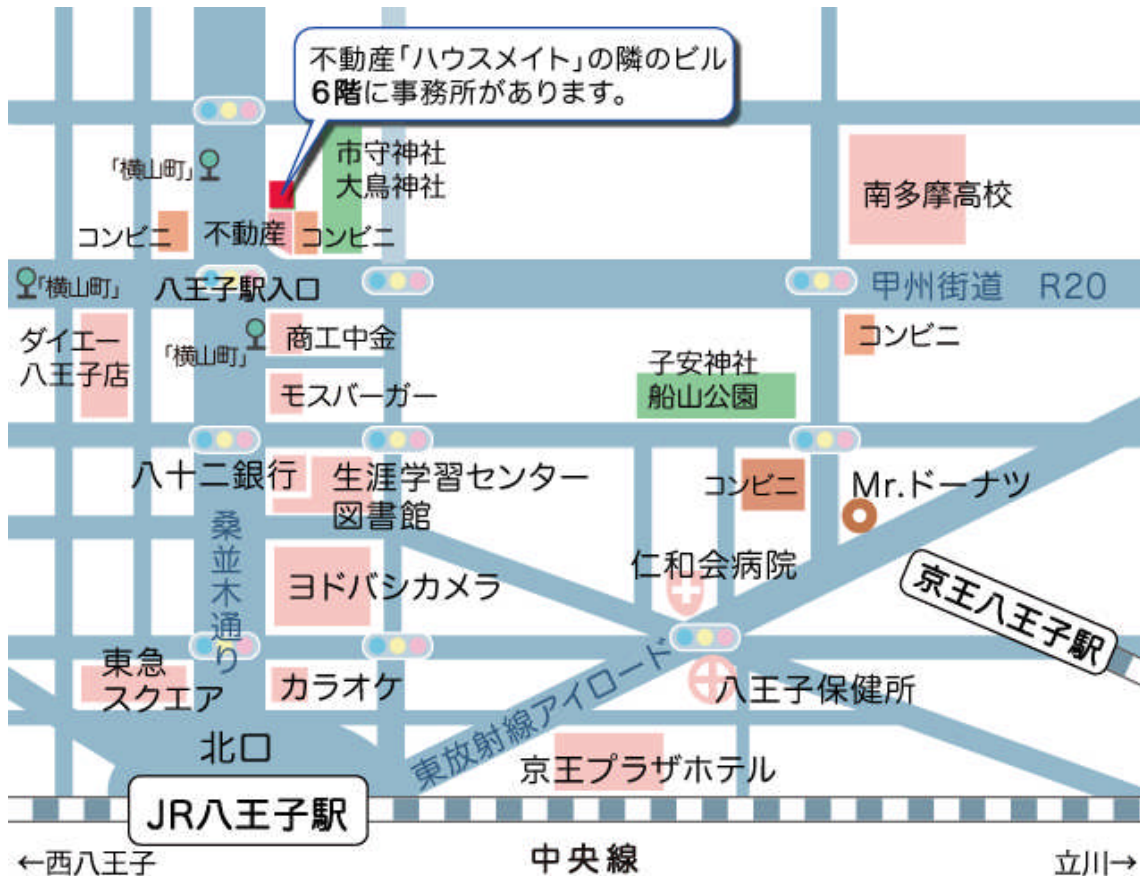 不動産「ハウスメイト」の隣のビル
6階に事務所があります。
「横山町」
市守神社
大鳥神社
南多摩高校
コンビニ
不動産
コンビニ
「横山町」
八王子駅入口
甲州街道 R20
ダイエー
八王子店
「横山町」
商工中金
コンビニ
モスバーガー
子安神社
船山公園
八十二銀行
生涯学習センター
図書館
コンビニ
Mr.ドーナツ
桑並木通り
ヨドバシカメラ
仁和会病院
京王八王子駅
東急
スクエア
カラオケ
東放射線アイロード
八王子保健所
北口
京王プラザホテル
JR八王子駅
←西八王子
中央線
立川→